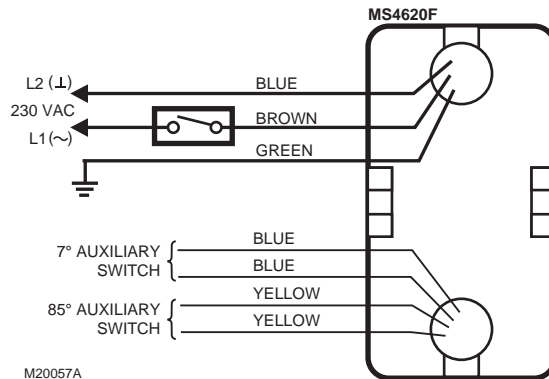 MS4620F
L2 (⊥)
BLUE
230 VAC
BROWN
L1 (~)
GREEN
BLUE
7° AUXILIARY
SWITCH
BLUE
YELLOW
85° AUXILIARY
SWITCH
YELLOW
M20057A